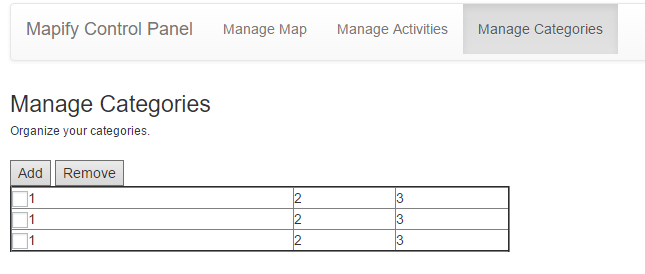 Mapify Control Panel Manage Map Manage Activities Manage Categories
Manage Categories
Organize your categories.
Add Remove
1 2 3
1 2 3
1 2 3